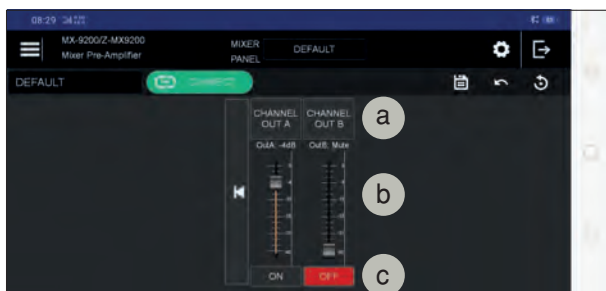 08:29
MX-9200/Z-MX9200
Mixer Pre-Amplifier
MIXER
PANEL
DEFAULT
DEFAULT
CHANNEL
OUT A
CHANNEL
OUT B
a
OutA, -4dB
OutB, Mute
b
ON
OFF
c